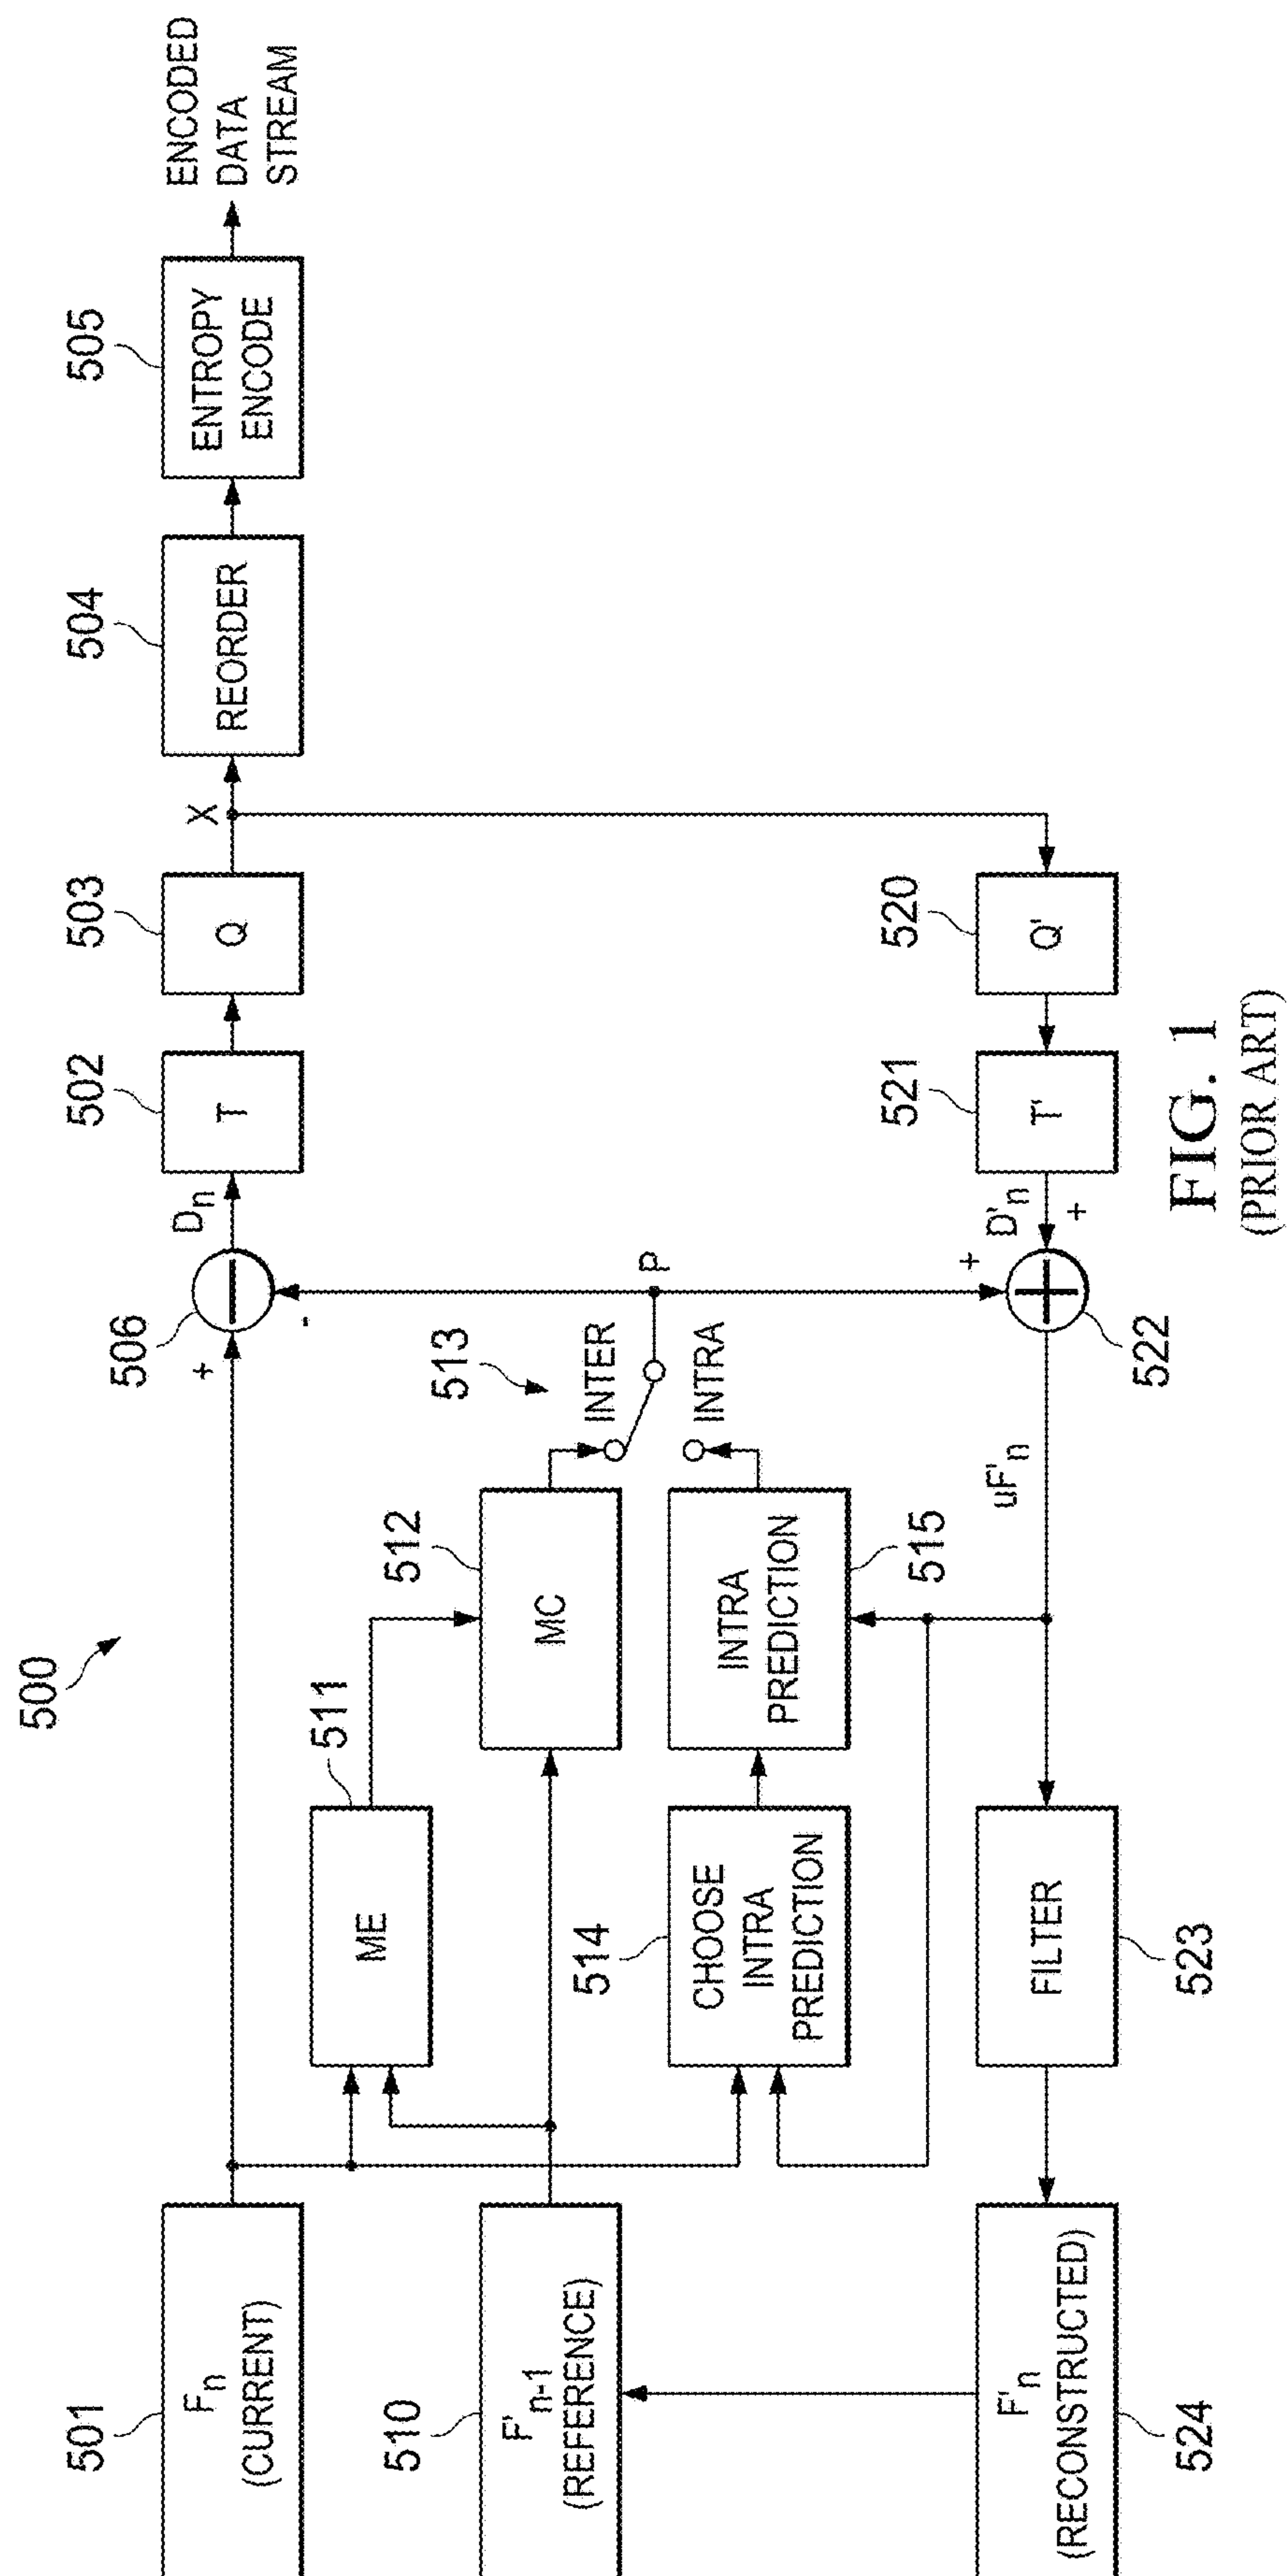 500
501
F n
(CURRENT)
+
-
506
D n
502
T
503
Q
X
504
REORDER
505
ENTROPY
ENCODE
ENCODED
DATA
STREAM
511
ME
510
F' n-1
(REFERENCE)
512
MC
513
INTER
INTRA
P
514
CHOOSE
INTRA
PREDICTION
INTRA
PREDICTION
515
524
F' n
(RECONSTRUCTED)
523
FILTER
uF' n
522
+
+
D' n
521
T'
520
Q'
FIG. 1
(PRIOR ART)